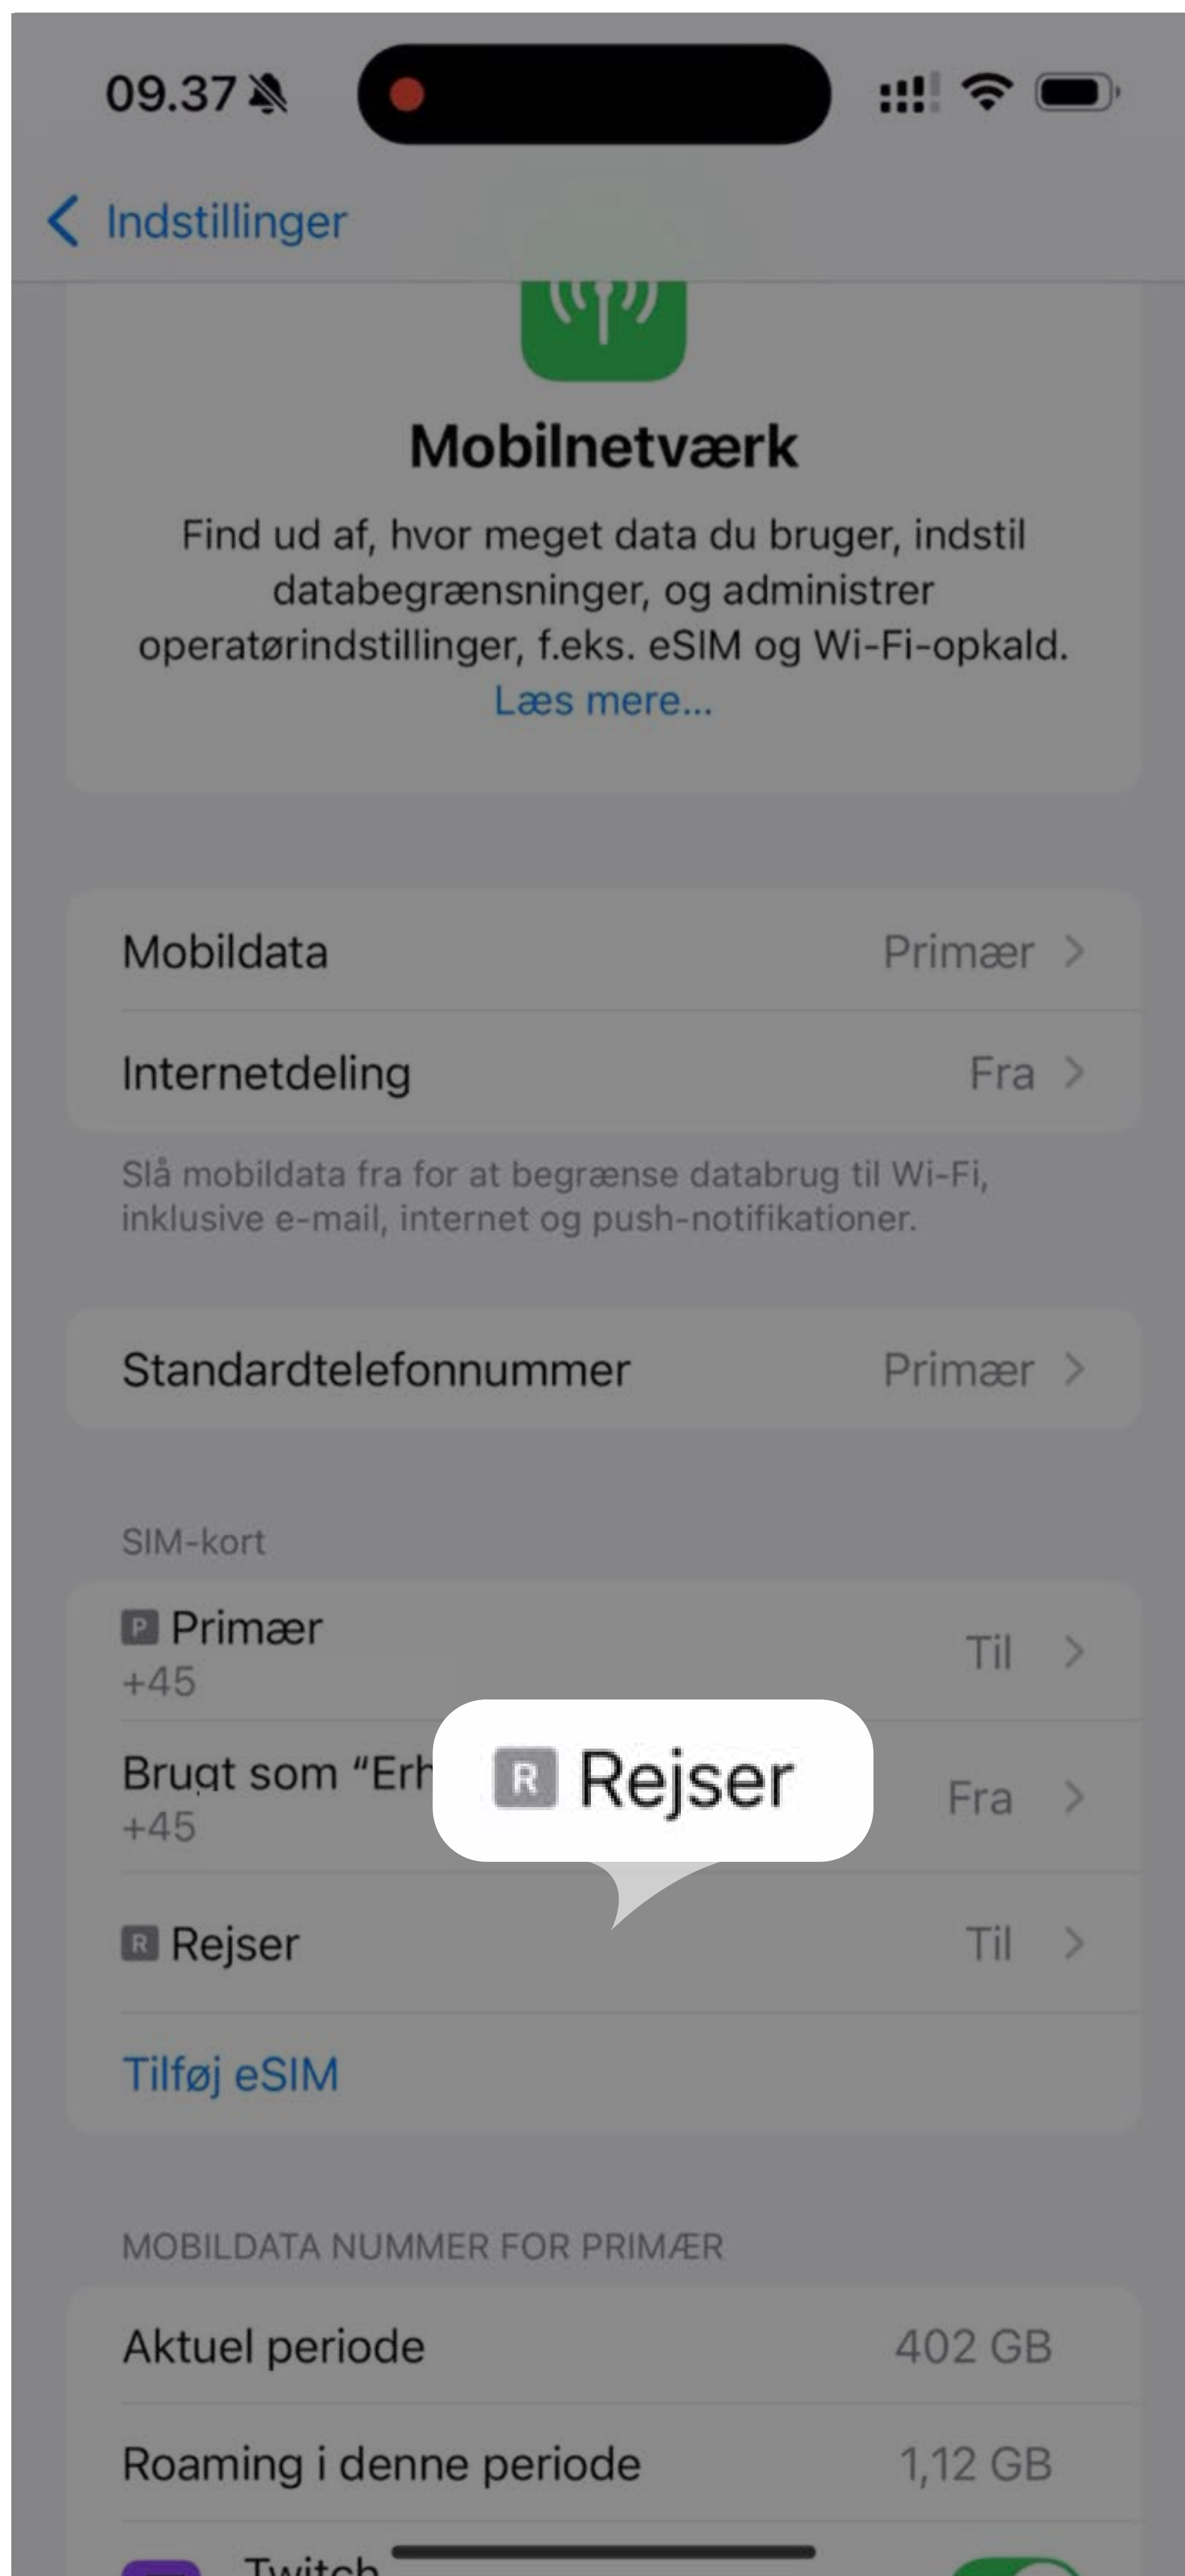 09.37
Indstillinger
Mobilnetværk
Find ud af, hvor meget data du bruger, indstil
databegrænsninger, og administrer
operatørindstillinger, f.eks. eSIM og Wi-Fi-opkald.
Læs mere...
Mobildata Primær
Internetdeling Fra
Slå mobildata fra for at begrænse databrug til Wi-Fi,
inklusive e-mail, internet og push-notifikationer.
Standardtelefonnummer Primær
SIM-kort
P Primær Til
+45
Brugt som “Erh Fra
+45
R Rejser
R Rejser Til
Tilføj eSIM
MOBILDATA NUMMER FOR PRIMÆR
Aktuel periode 402 GB
Roaming i denne periode 1,12 GB
Twitch